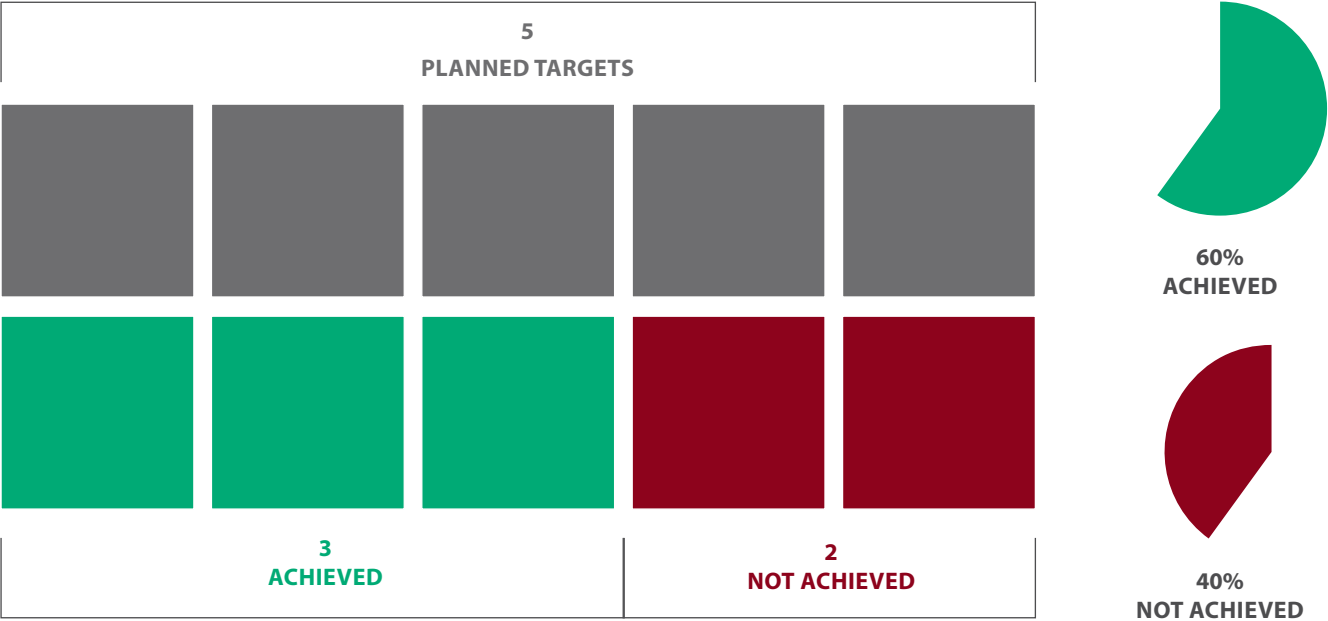 5
PLANNED TARGETS
3
ACHIEVED
2
NOT ACHIEVED
60%
ACHIEVED
40%
NOT ACHIEVED